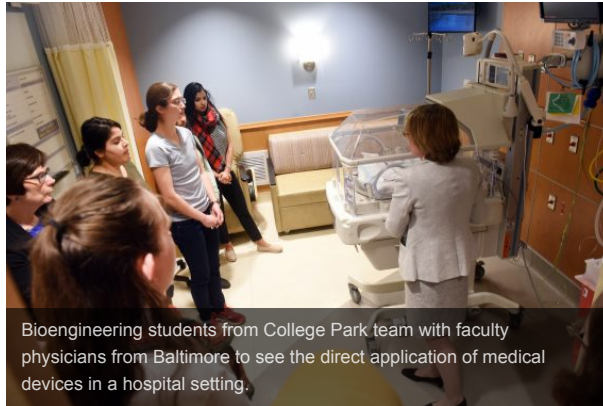 Bioengineering students from College Park team with faculty
physicians from Baltimore to see the direct application of medical
devices in a hospital setting.